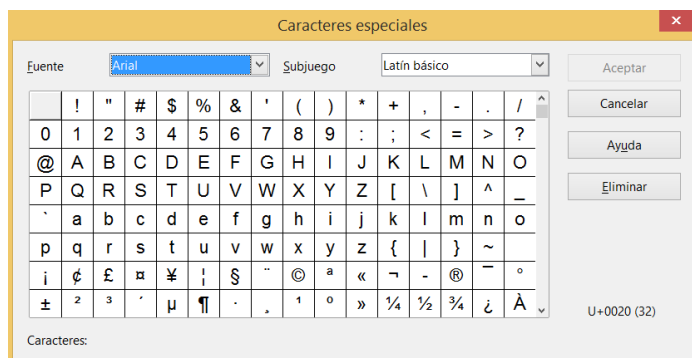 Caracteres especiales
Fuente Arial Subjuego Latín básico Aceptar
! " # $ % & ' ( ) * + , - . / Cancelar
0 1 2 3 4 5 6 7 8 9 : ; < = > ? Ayuda
@ A B C D E F G H I J K L M N O
P Q R S T U V W X Y Z [ \ ] ^ _ Eliminar
` a b c d e f g h i j k l m n o
p q r s t u v w x y z { | } ~
¡ ¢ £ ¤ ¥ ¦ § ¨ © ª « ¬ - ® ¯ °
± ² ³ ´ µ ¶ · ¸ ¹ º » ¼ ½ ¾ ¿ À U+0020 (32)
Caracteres: